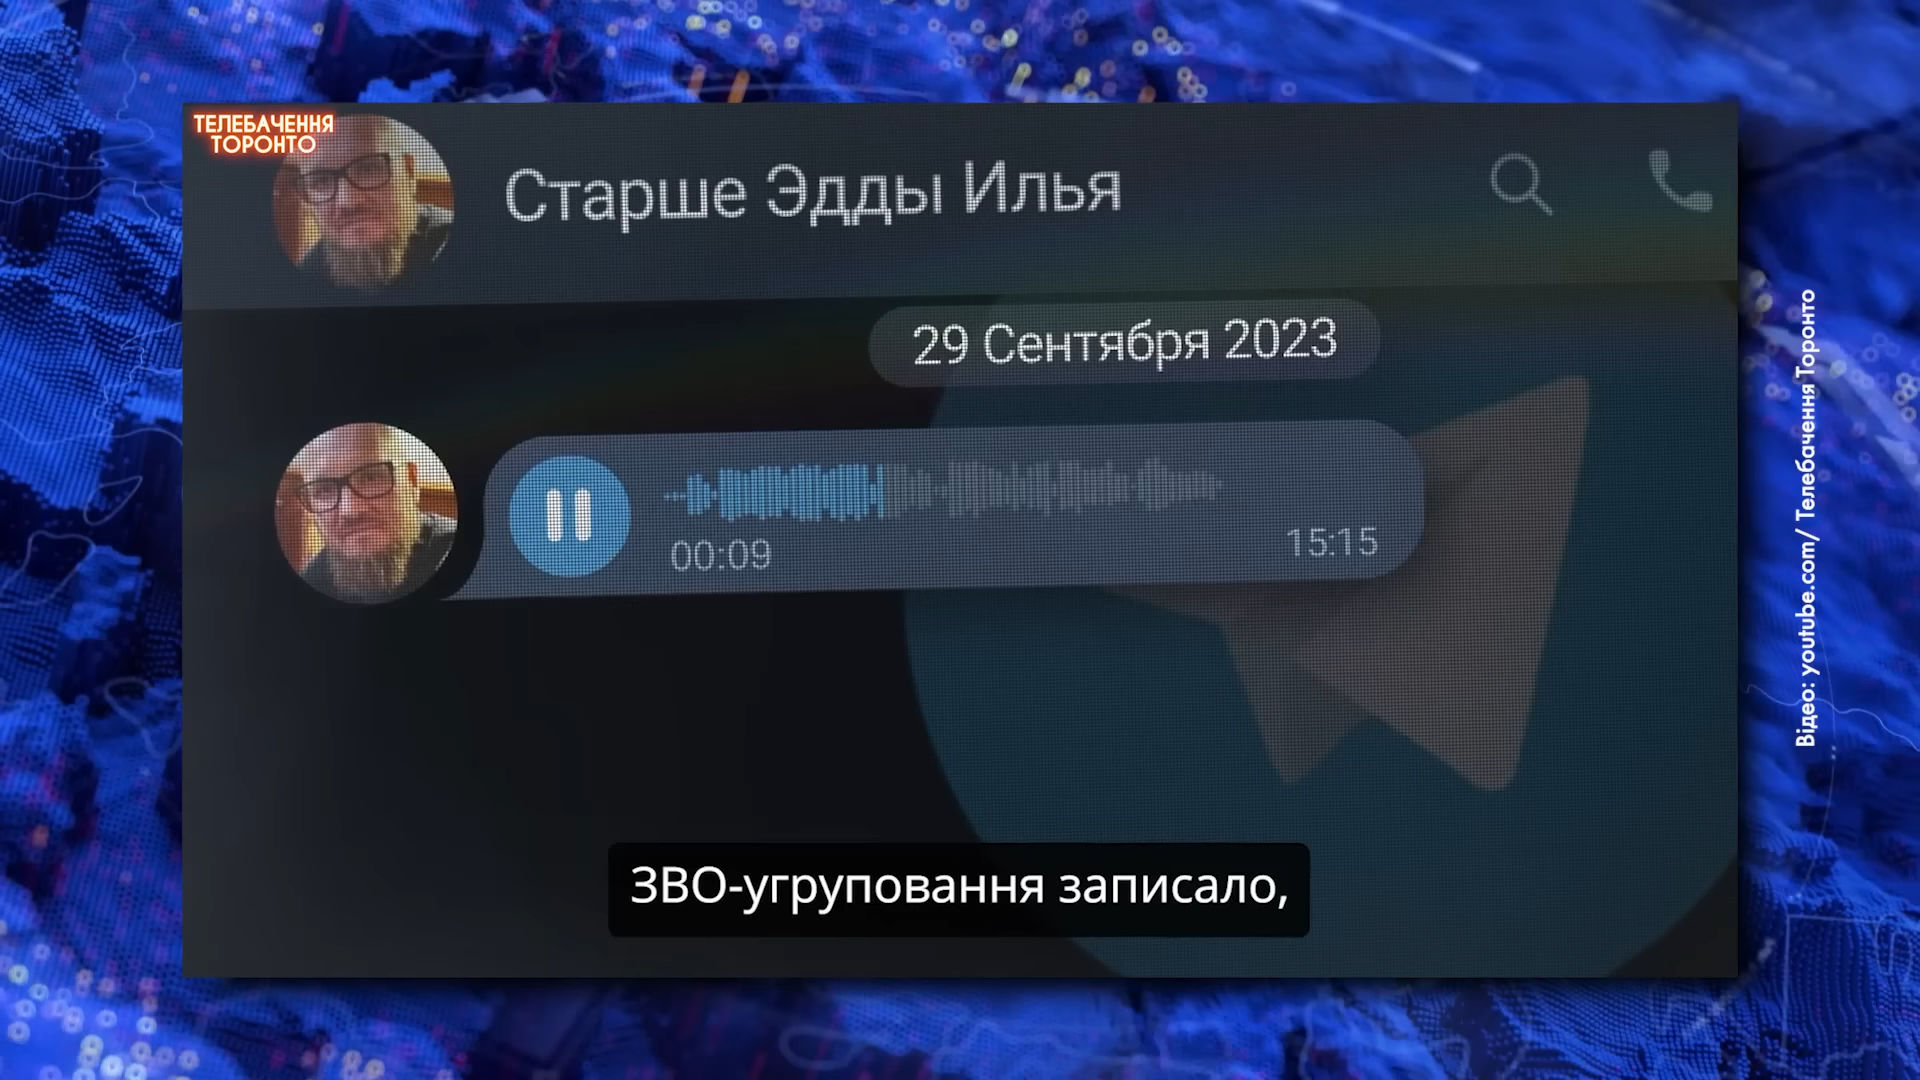 ТЕЛЕБАЧЕННЯ
ТОРОНТО
Старше Эдды Илья
29 Сентября 2023
00:09
15:15
ЗВО-угруповання записало,
Відео: youtube.com/ Телебачення Торонто